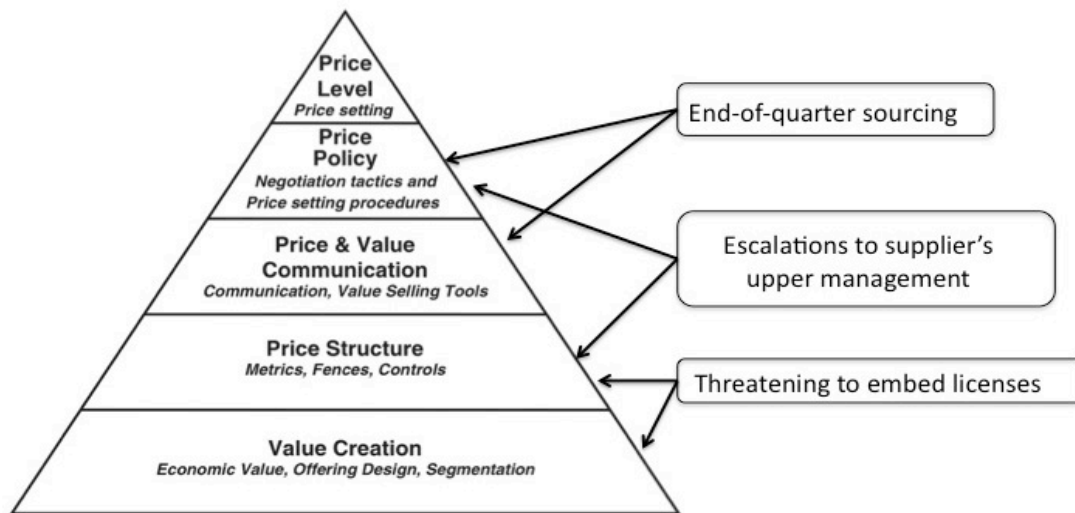 Price
Level
Price setting
Price
Policy
Negotiation tactics and
Price setting procedures
Price & Value
Communication
Communication, Value Selling Tools
Price Structure
Metrics, Fences, Controls
Value Creation
Economic Value, Offering Design, Segmentation
End-of-quarter sourcing
Escalations to supplier's
upper management
Threatening to embed licenses